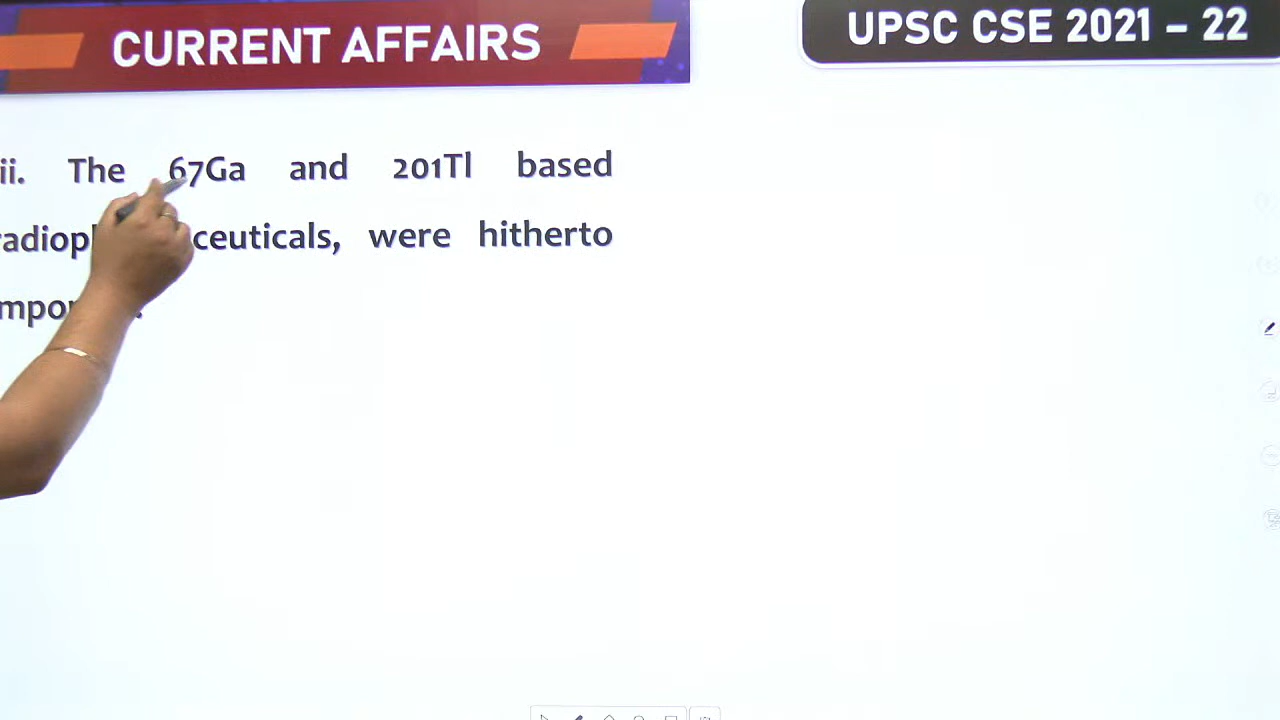 CURRENT AFFAIRS
UPSC CSE 2021 – 22
ii. The 67Ga and 201Tl based
ceuticals, were hitherto